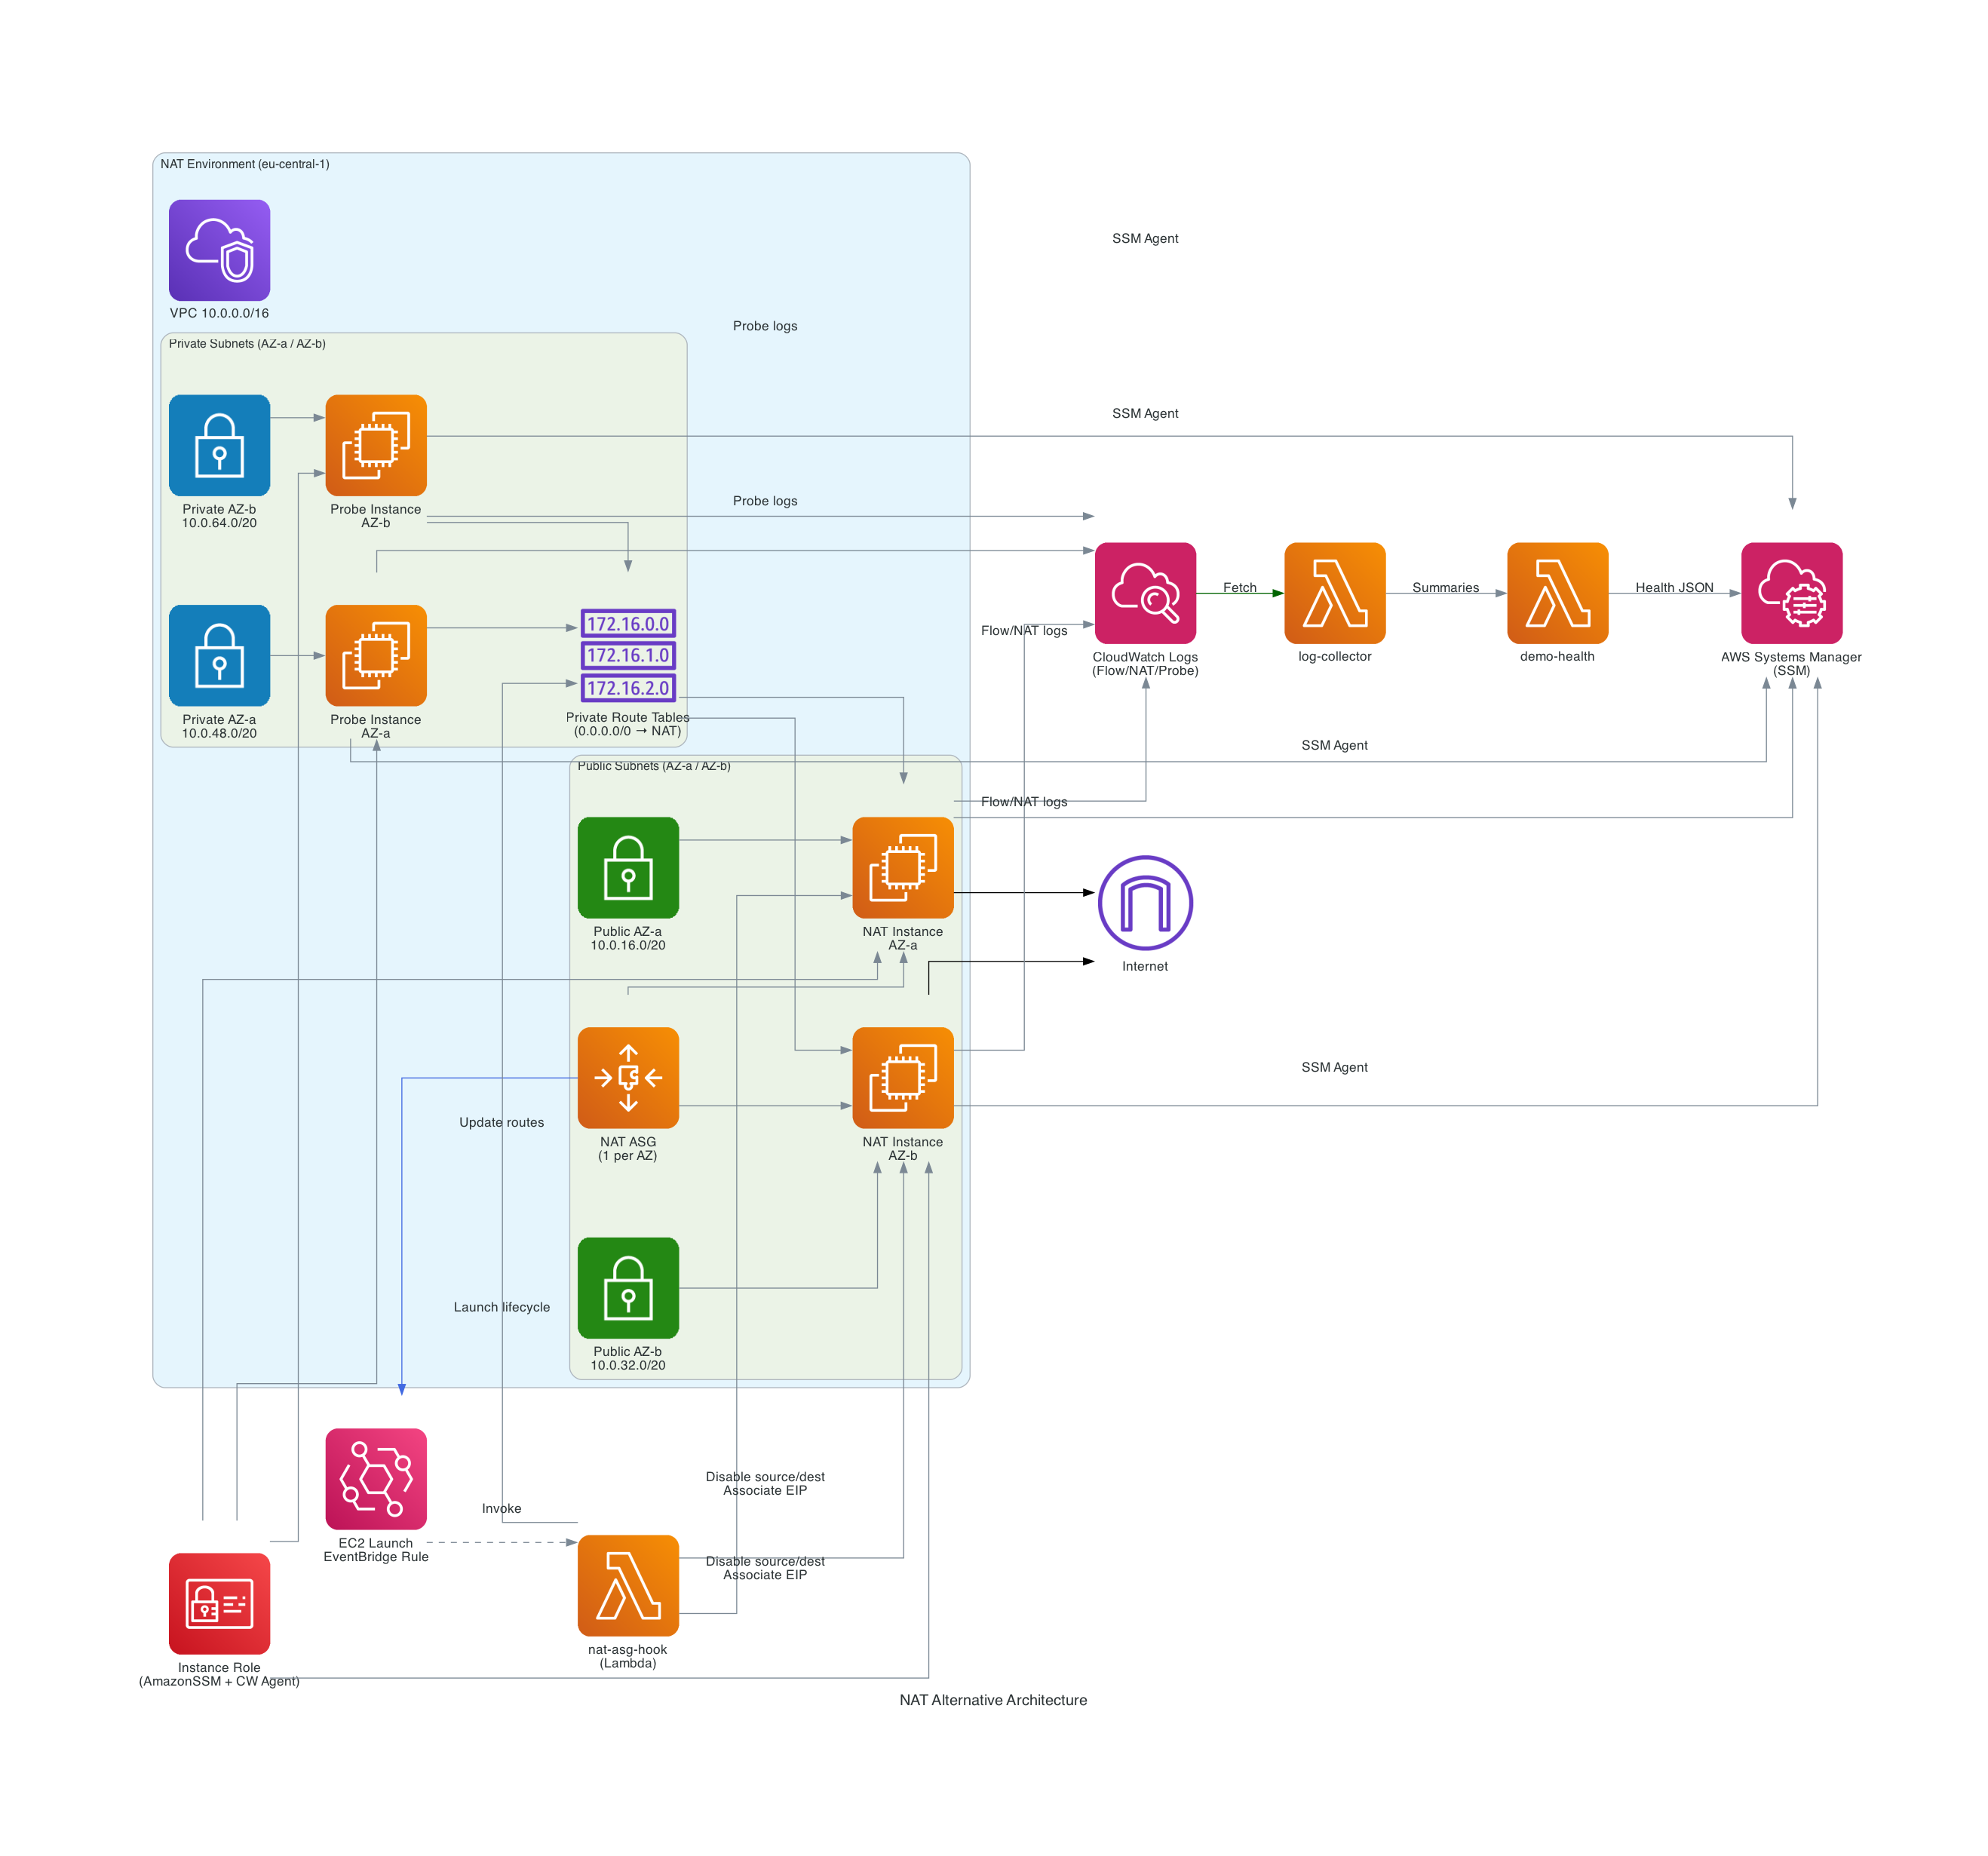 NAT Environment (eu-central-1)
VPC 10.0.0.0/16
SSM Agent
Probe logs
Private Subnets (AZ-a / AZ-b)
SSM Agent
Private AZ-b
10.0.64.0/20
Probe Instance
AZ-b
Probe logs
Private AZ-a
10.0.48.0/20
Probe Instance
AZ-a
172.16.0.0
172.16.1.0
172.16.2.0
Private Route Tables
(0.0.0.0/0 → NAT)
Flow/NAT logs
CloudWatch Logs
(Flow/NAT/Probe)
Fetch
log-collector
Summaries
demo-health
Health JSON
AWS Systems Manager
(SSM)
SSM Agent
Public Subnets (AZ-a / AZ-b)
Flow/NAT logs
Public AZ-a
10.0.16.0/20
NAT Instance
AZ-a
Internet
SSM Agent
Update routes
NAT ASG
(1 per AZ)
NAT Instance
AZ-b
Launch lifecycle
Public AZ-b
10.0.32.0/20
Disable source/dest
Associate EIP
Invoke
EC2 Launch
EventBridge Rule
Disable source/dest
Associate EIP
nat-asg-hook
(Lambda)
Instance Role
(AmazonSSM + CW Agent)
NAT Alternative Architecture